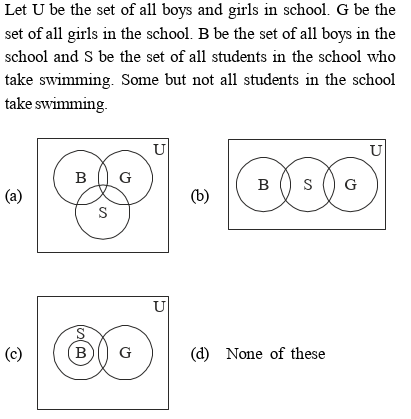 Let U be the set of all boys and girls in school. G be the
set of all girls in the school. B be the set of all boys in the
school and S be the set of all students in the school who
take swimming. Some but not all students in the school
take swimming.
(a) B G S U
(b) B S G U
(c) S B G U
(d) None of these